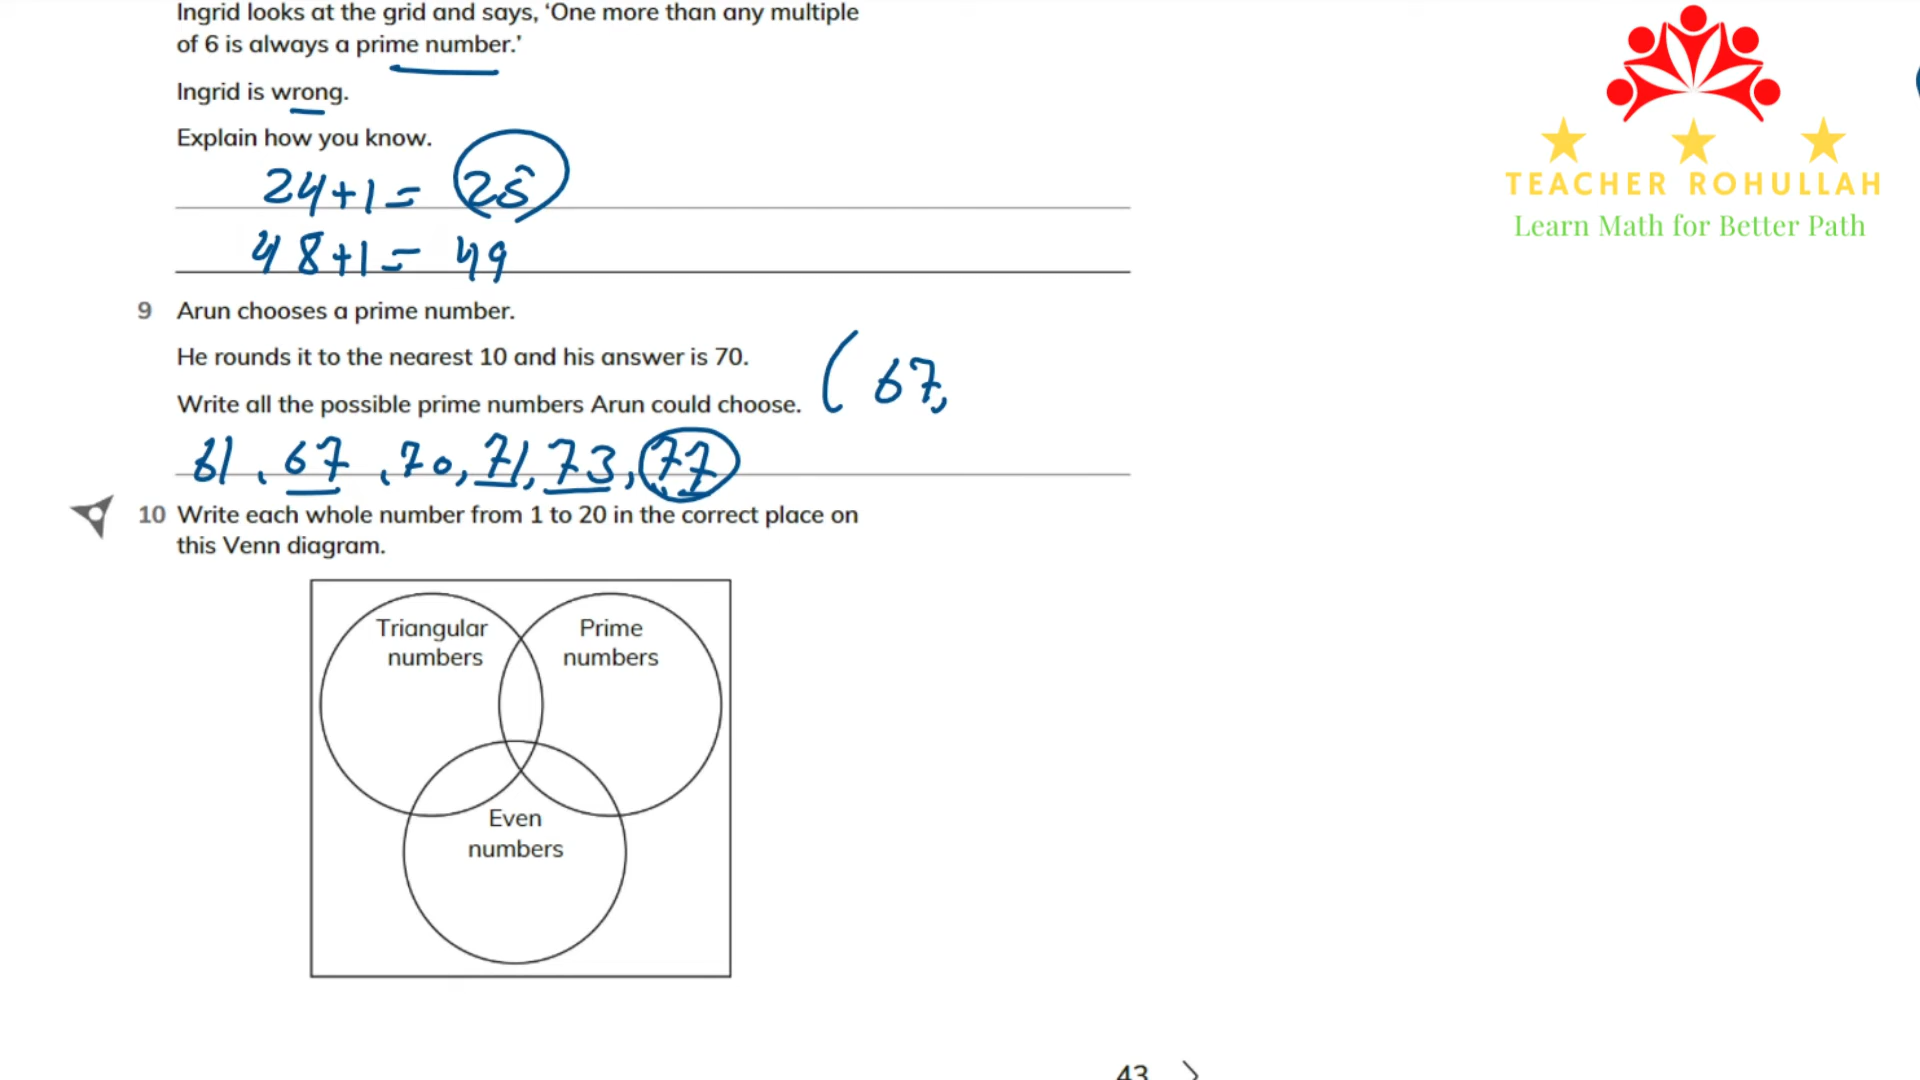 Ingrid looks at the grid and says, ‘One more than any multiple
of 6 is always a prime number.’
Ingrid is wrong.
Explain how you know.
24+1= 25
48+1= 49
9 Arun chooses a prime number.
He rounds it to the nearest 10 and his answer is 70.
Write all the possible prime numbers Arun could choose.
( 67,
61, 67, 70, 71, 73, 77
10 Write each whole number from 1 to 20 in the correct place on
this Venn diagram.
Triangular
numbers
Prime
numbers
Even
numbers
43
TEACHER ROHULLAH
Learn Math for Better Path